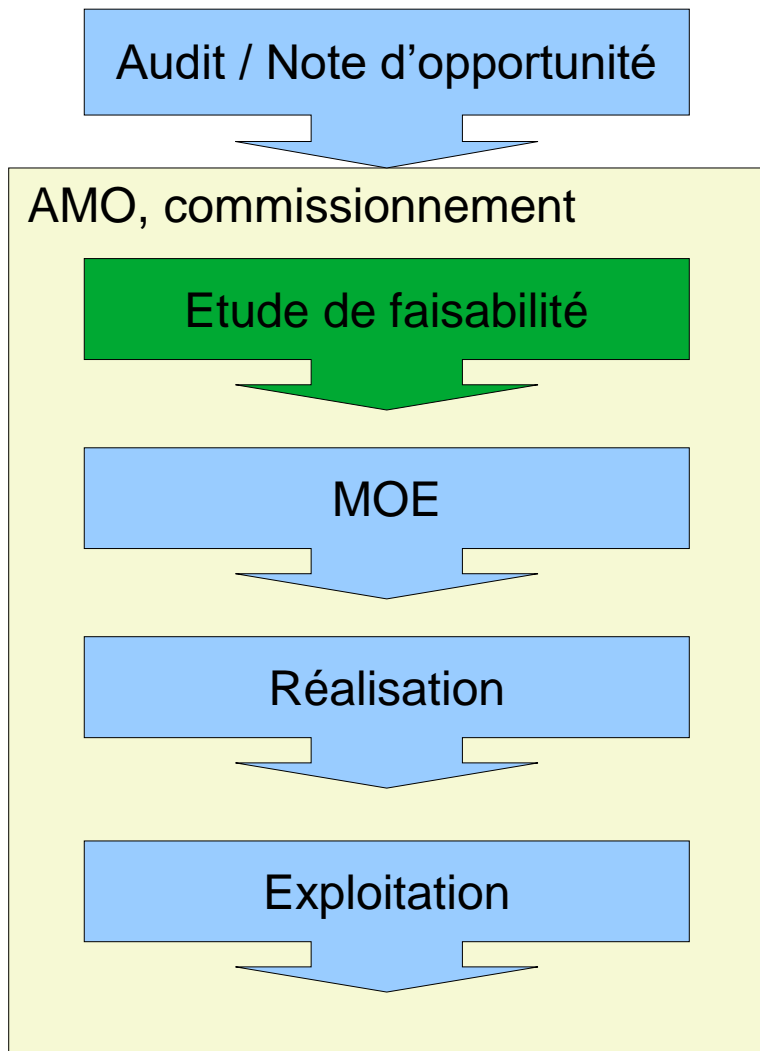 Audit / Note d’opportunité
AMO, commissionnement
Etude de faisabilité
MOE
Réalisation
Exploitation